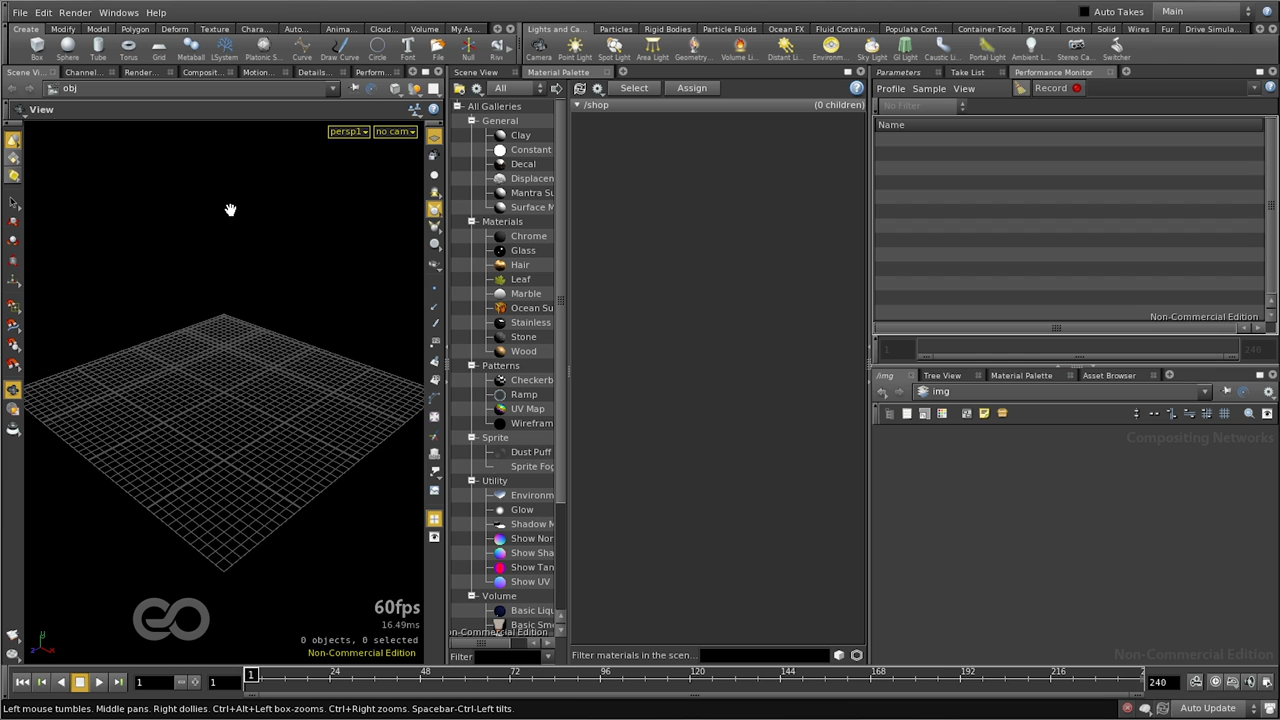 File Edit Render Windows Help Auto Takes Main
Create Modify Model Polygon Deform Texture Chara... Auto... Anima... Cloud... Volume My As... Lights and Ca... Particles Rigid Bodies Particle Fluids Ocean FX Fluid Contain... Populate Cont... Container Tools Pyro FX Cloth Solid Wires Fur Drive Simula...
Box Sphere Tube Torus Grid Metaball LSystem Platonic S... Curve Draw Curve Circle Font File Null Riv... Camera Point Light Spot Light Area Light Geometry... Volume Li... Distant Li... Environm... Sky Light GI Light Caustic Li... Portal Light Ambient L... Stereo Ca... Switcher
Scene Vi... Channel... Render... Composit... Motion... Details... Perform... Scene View Material Palette Parameters Take List Performance Monitor
obj All Select Assign Profile Sample View Record
/shop (0 children) No Filter
View
Name
persp1 no cam
All Galleries
General
Clay
Constant
Decal
Displacen
Mantra Su
Surface M
Materials
Chrome
Glass
Hair
Leaf
Marble
Ocean Su
Stainless
Stone
Wood
Patterns
Checkerb
Ramp
UV Map
Wirefram
Sprite
Dust Puff
Sprite Fog
Utility
Environm
Glow
Shadow M
Show Nor
Show Sha
Show Tan
Show UV
Volume
Basic Liqu
Basic Smo
on-Commercial Edition
Filter
Filter materials in the scen...
Non-Commercial Edition
1 240
/img Tree View Material Palette Asset Browser
img
Compositing Networks
Non-Commercial Edition
60fps
16.49ms
0 objects, 0 selected
Non-Commercial Edition
1 1 1 24 48 72 96 120 144 168 192 216 2 240
Left mouse tumbles. Middle pans. Right dollies. Ctrl+Alt+Left box-zooms. Ctrl+Right zooms. Spacebar-Ctrl-Left tilts. Auto Update